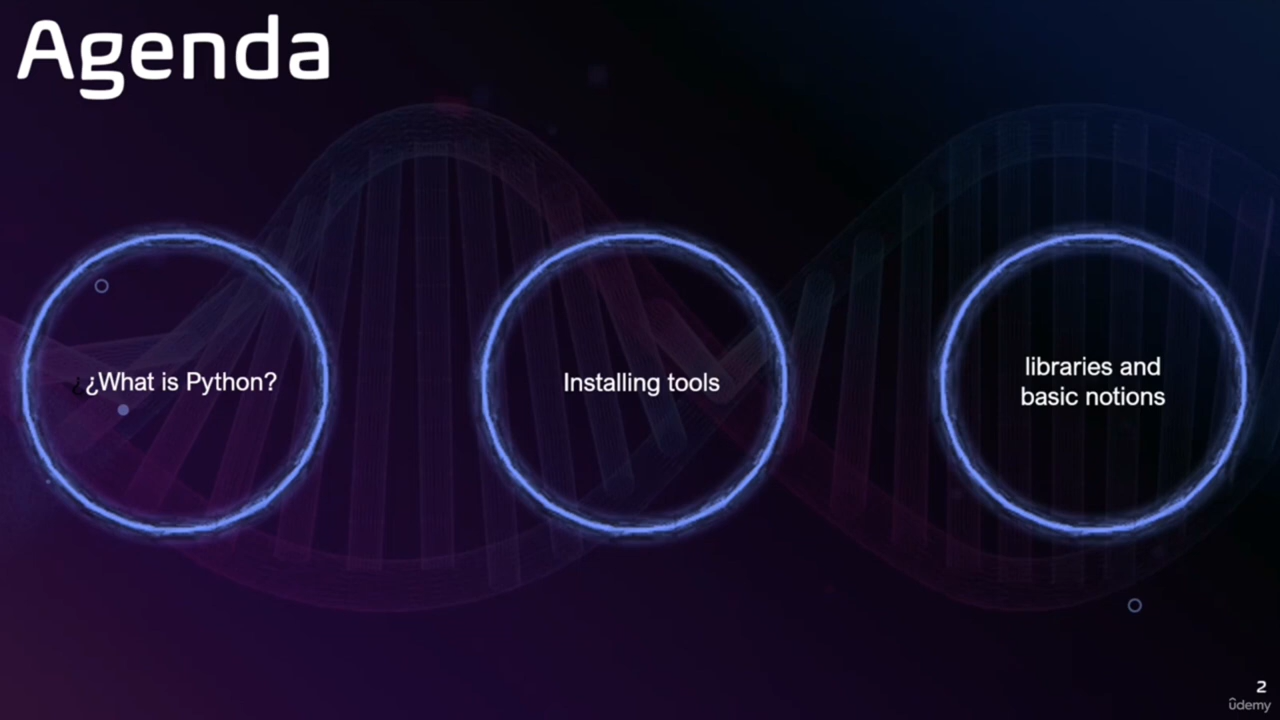 Agenda
¿What is Python?
Installing tools
libraries and
basic notions
2
ûdemy